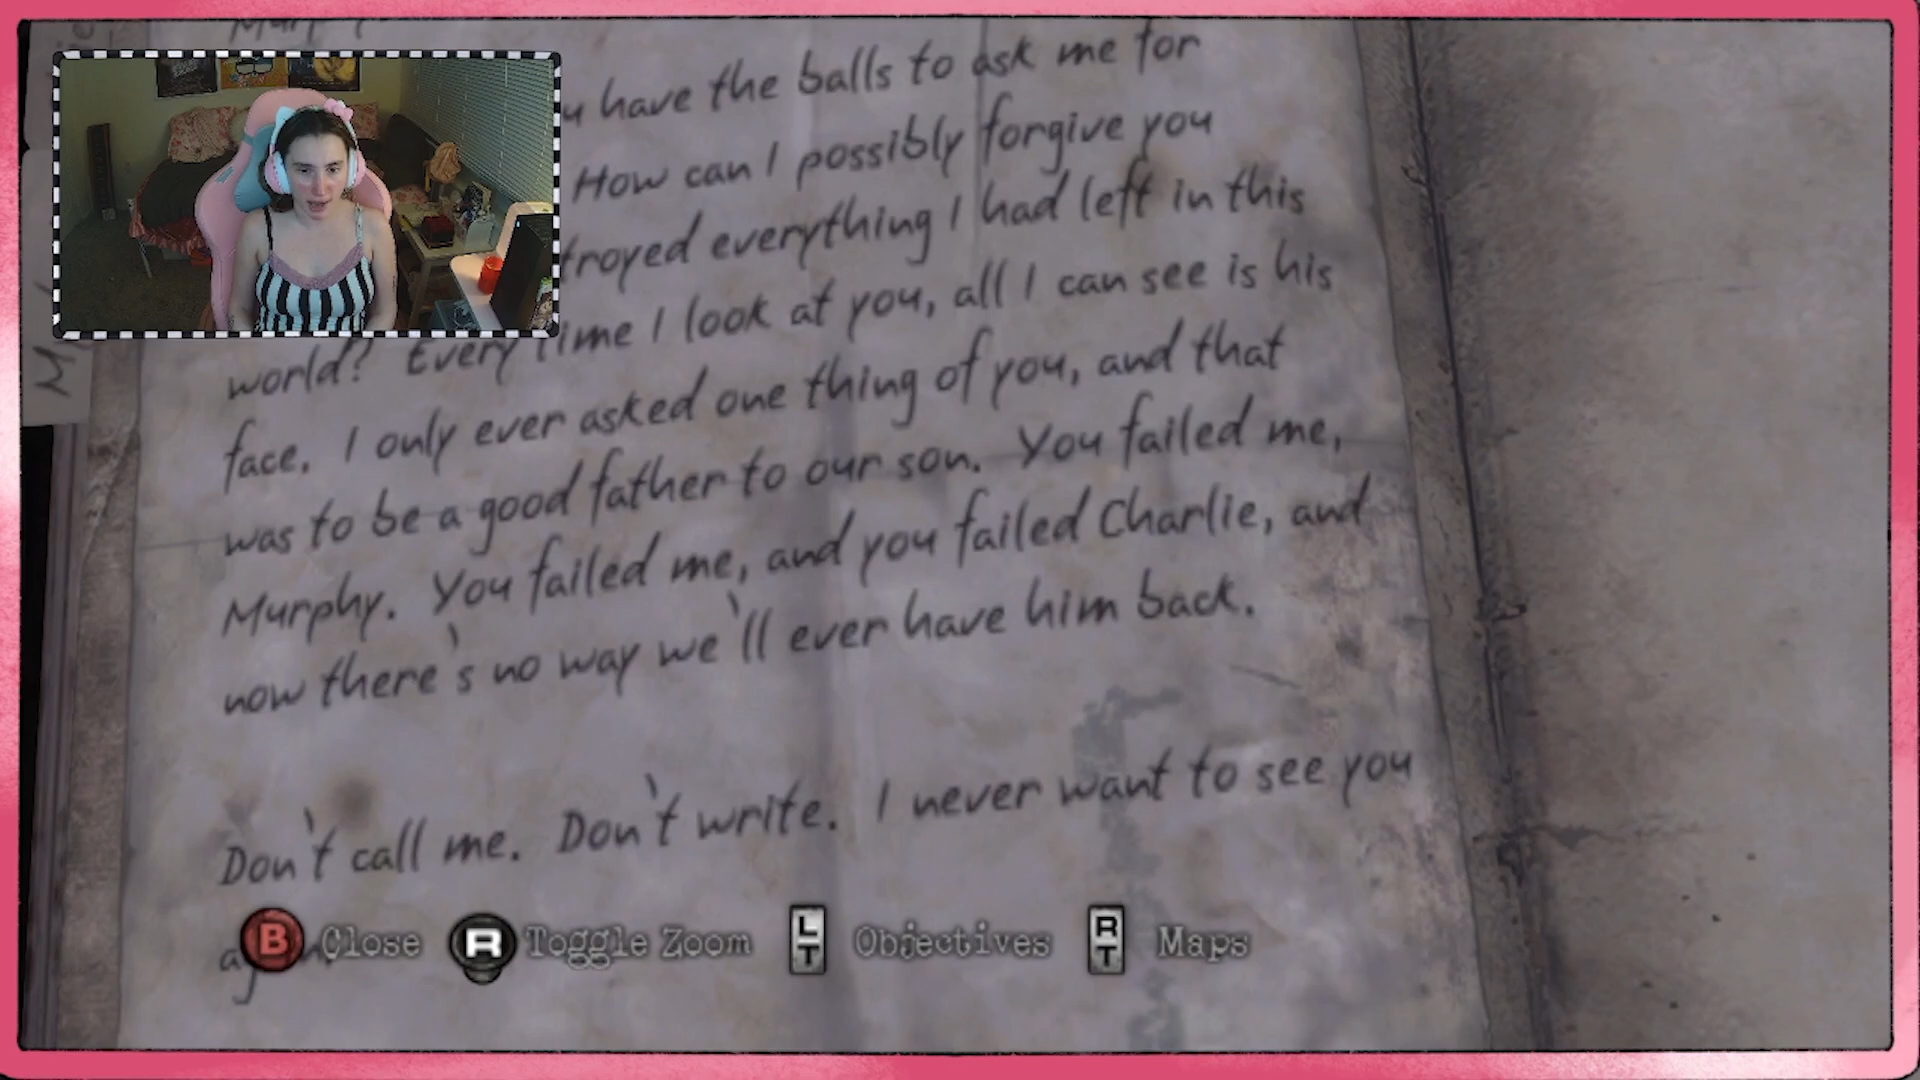 have the balls to ask me for
How can I possibly forgive you
everything I had left in this
world? Every time I look at you, all I can see is his
face. I only ever asked one thing of you, and that
was to be a good father to our son. You failed me,
Murphy. You failed me, and you failed Charlie, and
now there's no way we'll ever have him back.
Don't call me. Don't write. I never want to see you
B Close R Toggle Zoom LT Objectives RT Maps